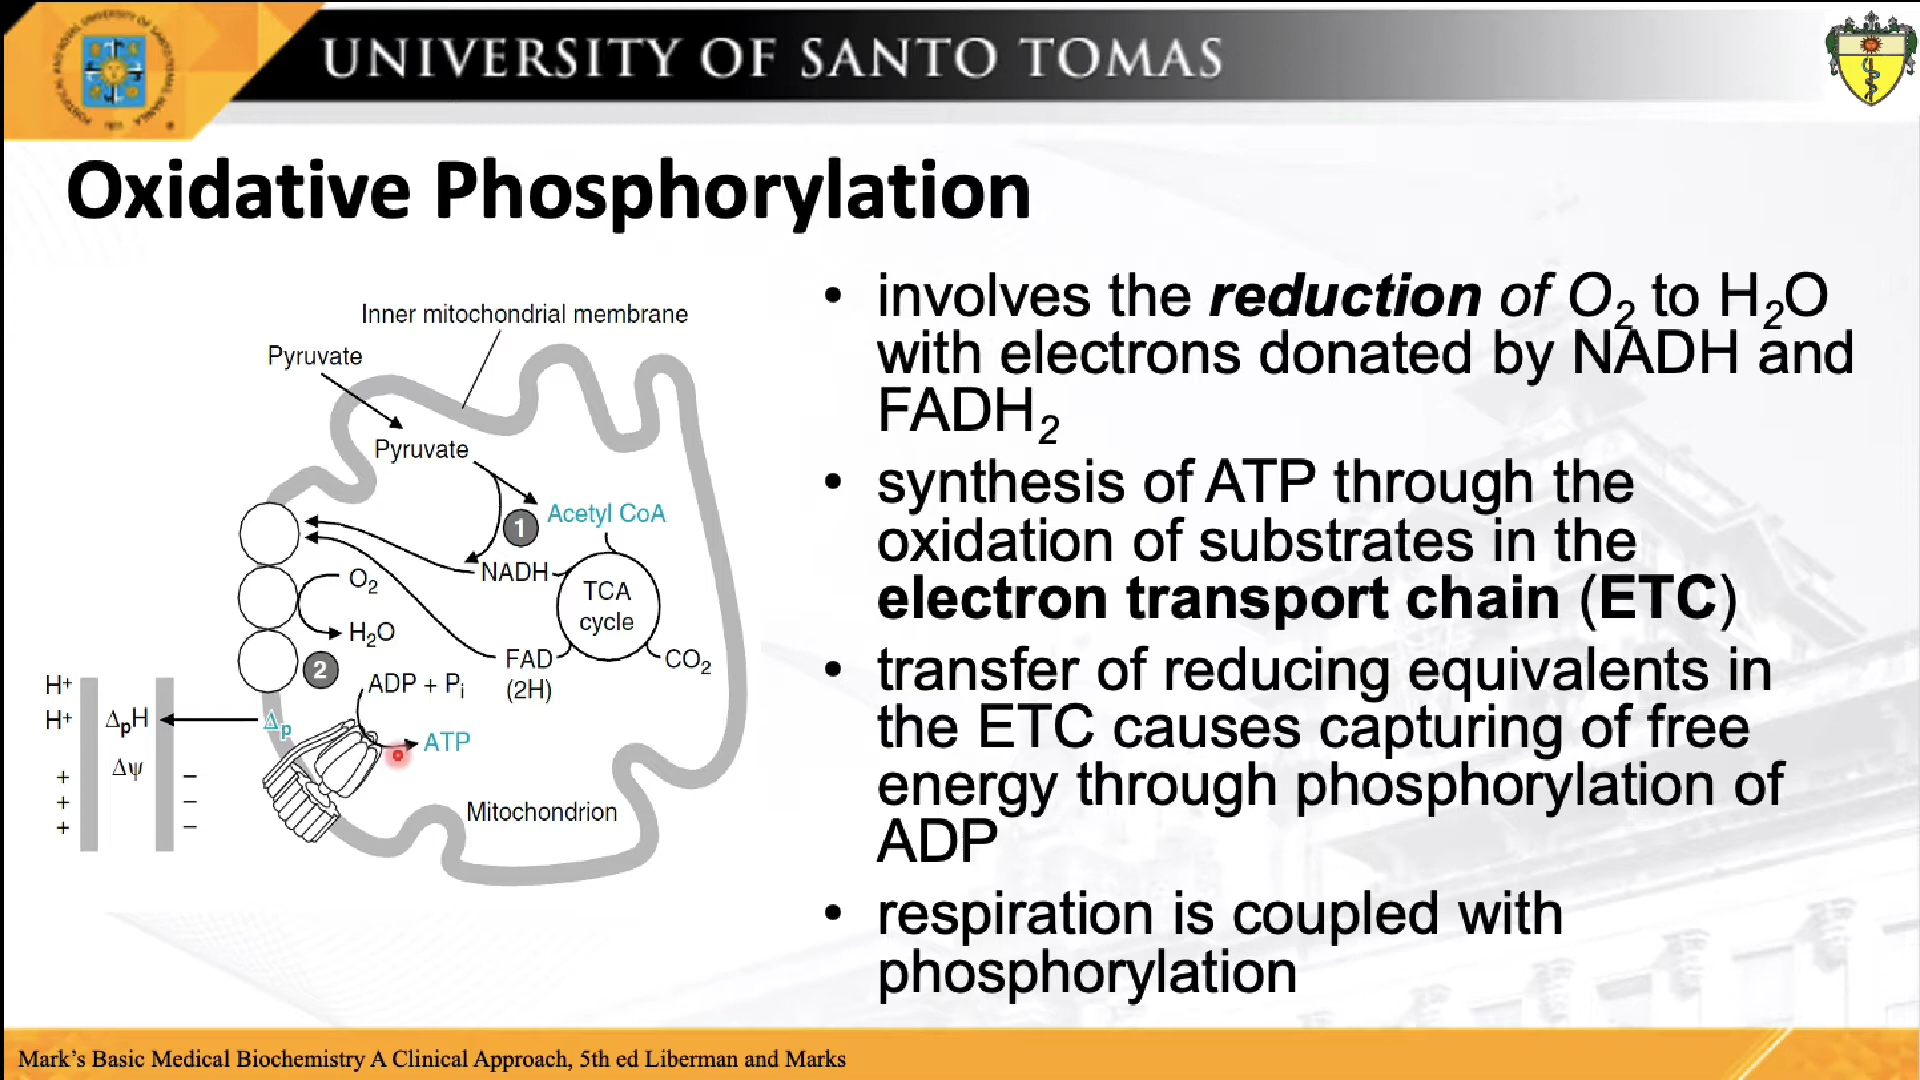 UNIVERSITY OF SANTO TOMAS
Oxidative Phosphorylation
Inner mitochondrial membrane
Pyruvate
Pyruvate
1
Acetyl CoA
NADH
TCA
cycle
O₂
H₂O
2
FAD
(2H)
CO₂
ADP + Pᵢ
ATP
H⁺
H⁺
ΔₚH
Δψ
Δₚ
+
+
+
−
−
−
Mitochondrion
• involves the reduction of O₂ to H₂O
with electrons donated by NADH and
FADH₂
• synthesis of ATP through the
oxidation of substrates in the
electron transport chain (ETC)
• transfer of reducing equivalents in
the ETC causes capturing of free
energy through phosphorylation of
ADP
• respiration is coupled with
phosphorylation
Mark's Basic Medical Biochemistry A Clinical Approach, 5th ed Liberman and Marks